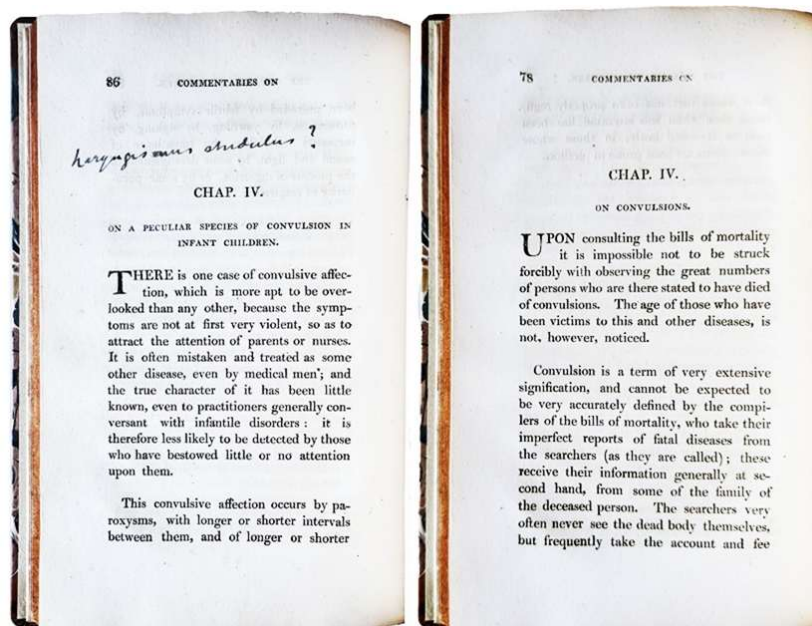 86 COMMENTARIES ON
Laryngismus stridulus ?
CHAP. IV.
ON A PECULIAR SPECIES OF CONVULSION IN
INFANT CHILDREN.
THERE is one case of convulsive affec-
tion, which is more apt to be over-
looked than any other, because the symp-
toms are not at first very violent, so as to
attract the attention of parents or nurses.
It is often mistaken and treated as some
other disease, even by medical men; and
the true character of it has been little
known, even to practitioners generally con-
versant with infantile disorders: it is
therefore less likely to be detected by those
who have bestowed little or no attention
upon them.
This convulsive affection occurs by pa-
roxysms, with longer or shorter intervals
between them, and of longer or shorter
78 COMMENTARIES ON
CHAP. IV.
ON CONVULSIONS.
UPON consulting the bills of mortality
it is impossible not to be struck
forcibly with observing the great numbers
of persons who are there stated to have died
of convulsions. The age of those who have
been victims to this and other diseases, is
not, however, noticed.
Convulsion is a term of very extensive
signification, and cannot be expected to
be very accurately defined by the compi-
lers of the bills of mortality, who take their
imperfect reports of fatal diseases from
the searchers (as they are called); these
receive their information generally at se-
cond hand, from some of the family of
the deceased person. The searchers very
often never see the dead body themselves,
but frequently take the account and fee